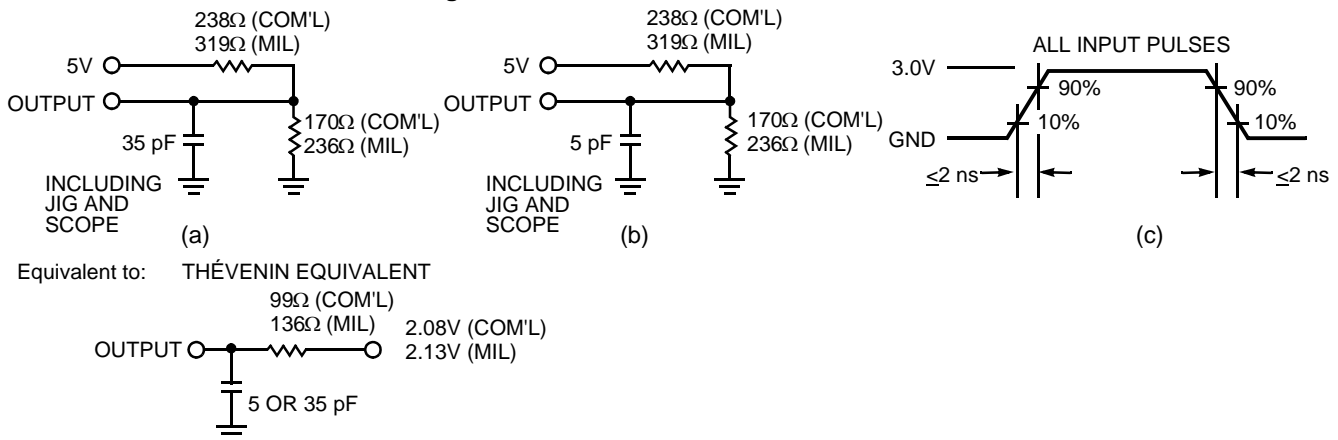 238Ω (COM'L)
319Ω (MIL)
5V
OUTPUT
35 pF
170Ω (COM'L)
236Ω (MIL)
INCLUDING
JIG AND
SCOPE
(a)
238Ω (COM'L)
319Ω (MIL)
5V
OUTPUT
5 pF
170Ω (COM'L)
236Ω (MIL)
INCLUDING
JIG AND
SCOPE
(b)
ALL INPUT PULSES
3.0V
90%
90%
10%
10%
GND
≤2 ns
≤2 ns
(c)
Equivalent to: THÉVENIN EQUIVALENT
99Ω (COM'L)
136Ω (MIL)
2.08V (COM'L)
2.13V (MIL)
OUTPUT
5 OR 35 pF